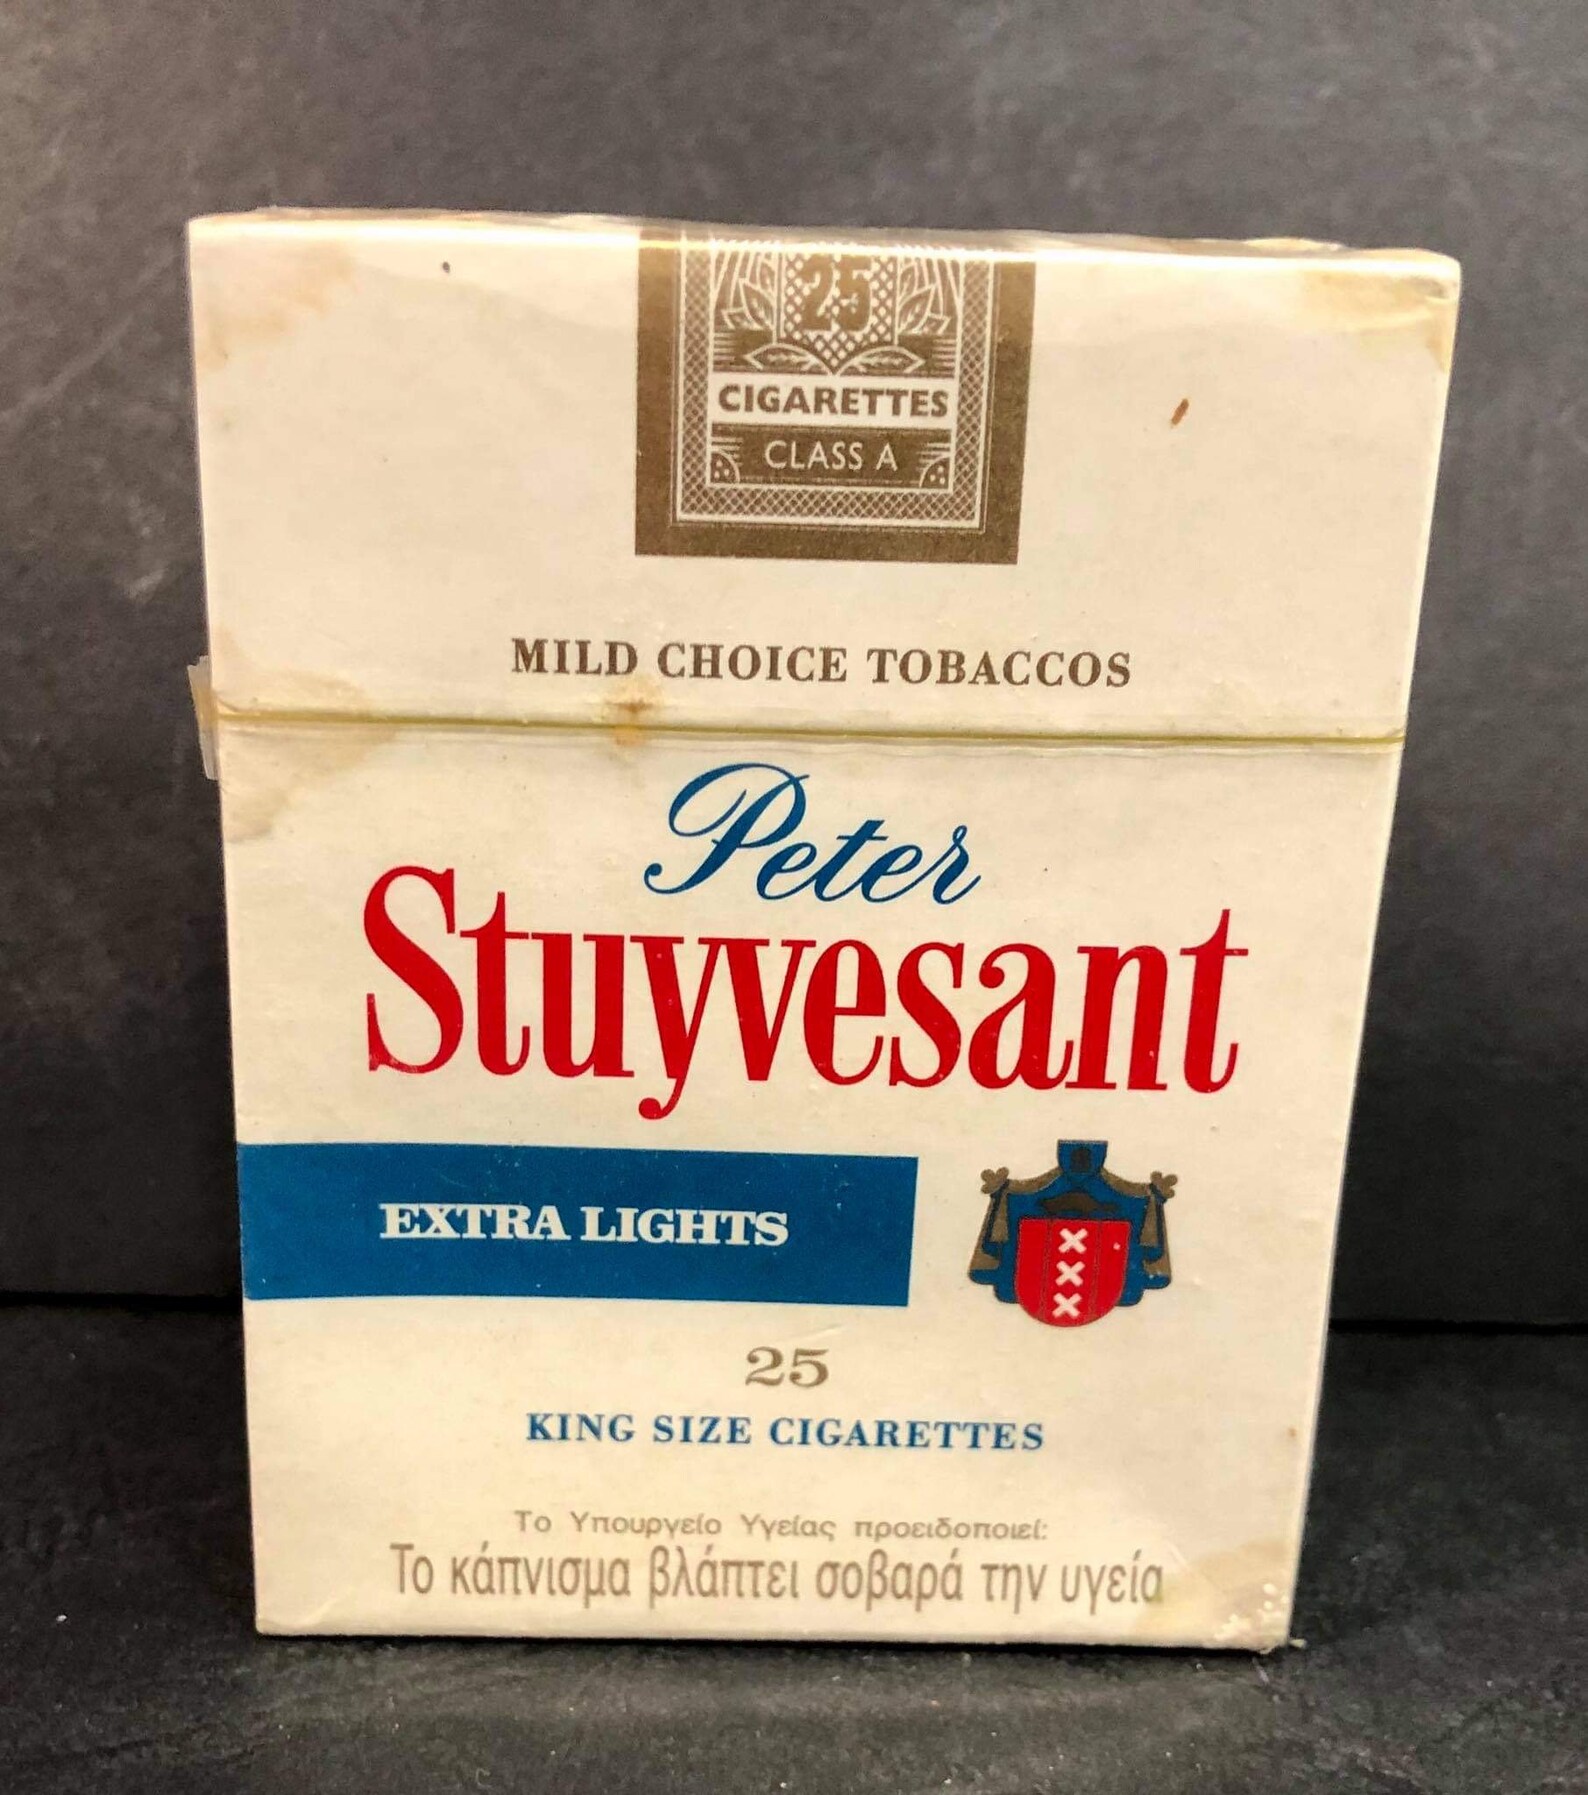 25
CIGARETTES
CLASS A
MILD CHOICE TOBACCOS
Peter
Stuyvesant
EXTRA LIGHTS
XXX
25
KING SIZE CIGARETTES
Το Υπουργείο Υγείας προειδοποιεί:
Το κάπνισμα βλάπτει σοβαρά την υγεία